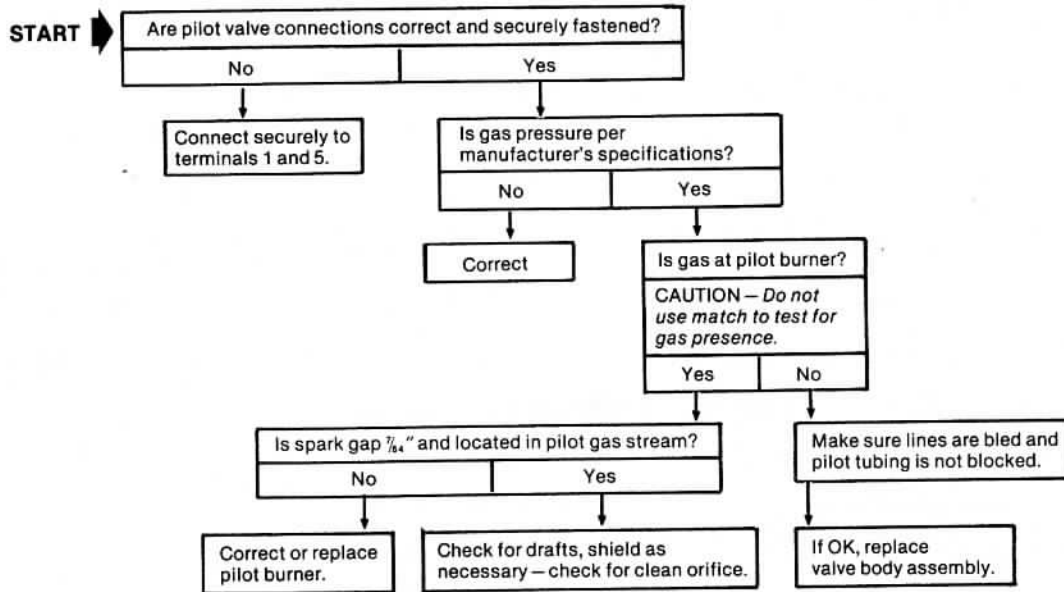 START
Are pilot valve connections correct and securely fastened?
No
Yes
Connect securely to
terminals 1 and 5.
Is gas pressure per
manufacturer's specifications?
No
Yes
Correct
Is gas at pilot burner?
CAUTION — Do not
use match to test for
gas presence.
Yes
No
Is spark gap 7/64" and located in pilot gas stream?
No
Yes
Make sure lines are bled and
pilot tubing is not blocked.
Correct or replace
pilot burner.
Check for drafts, shield as
necessary — check for clean orifice.
If OK, replace
valve body assembly.